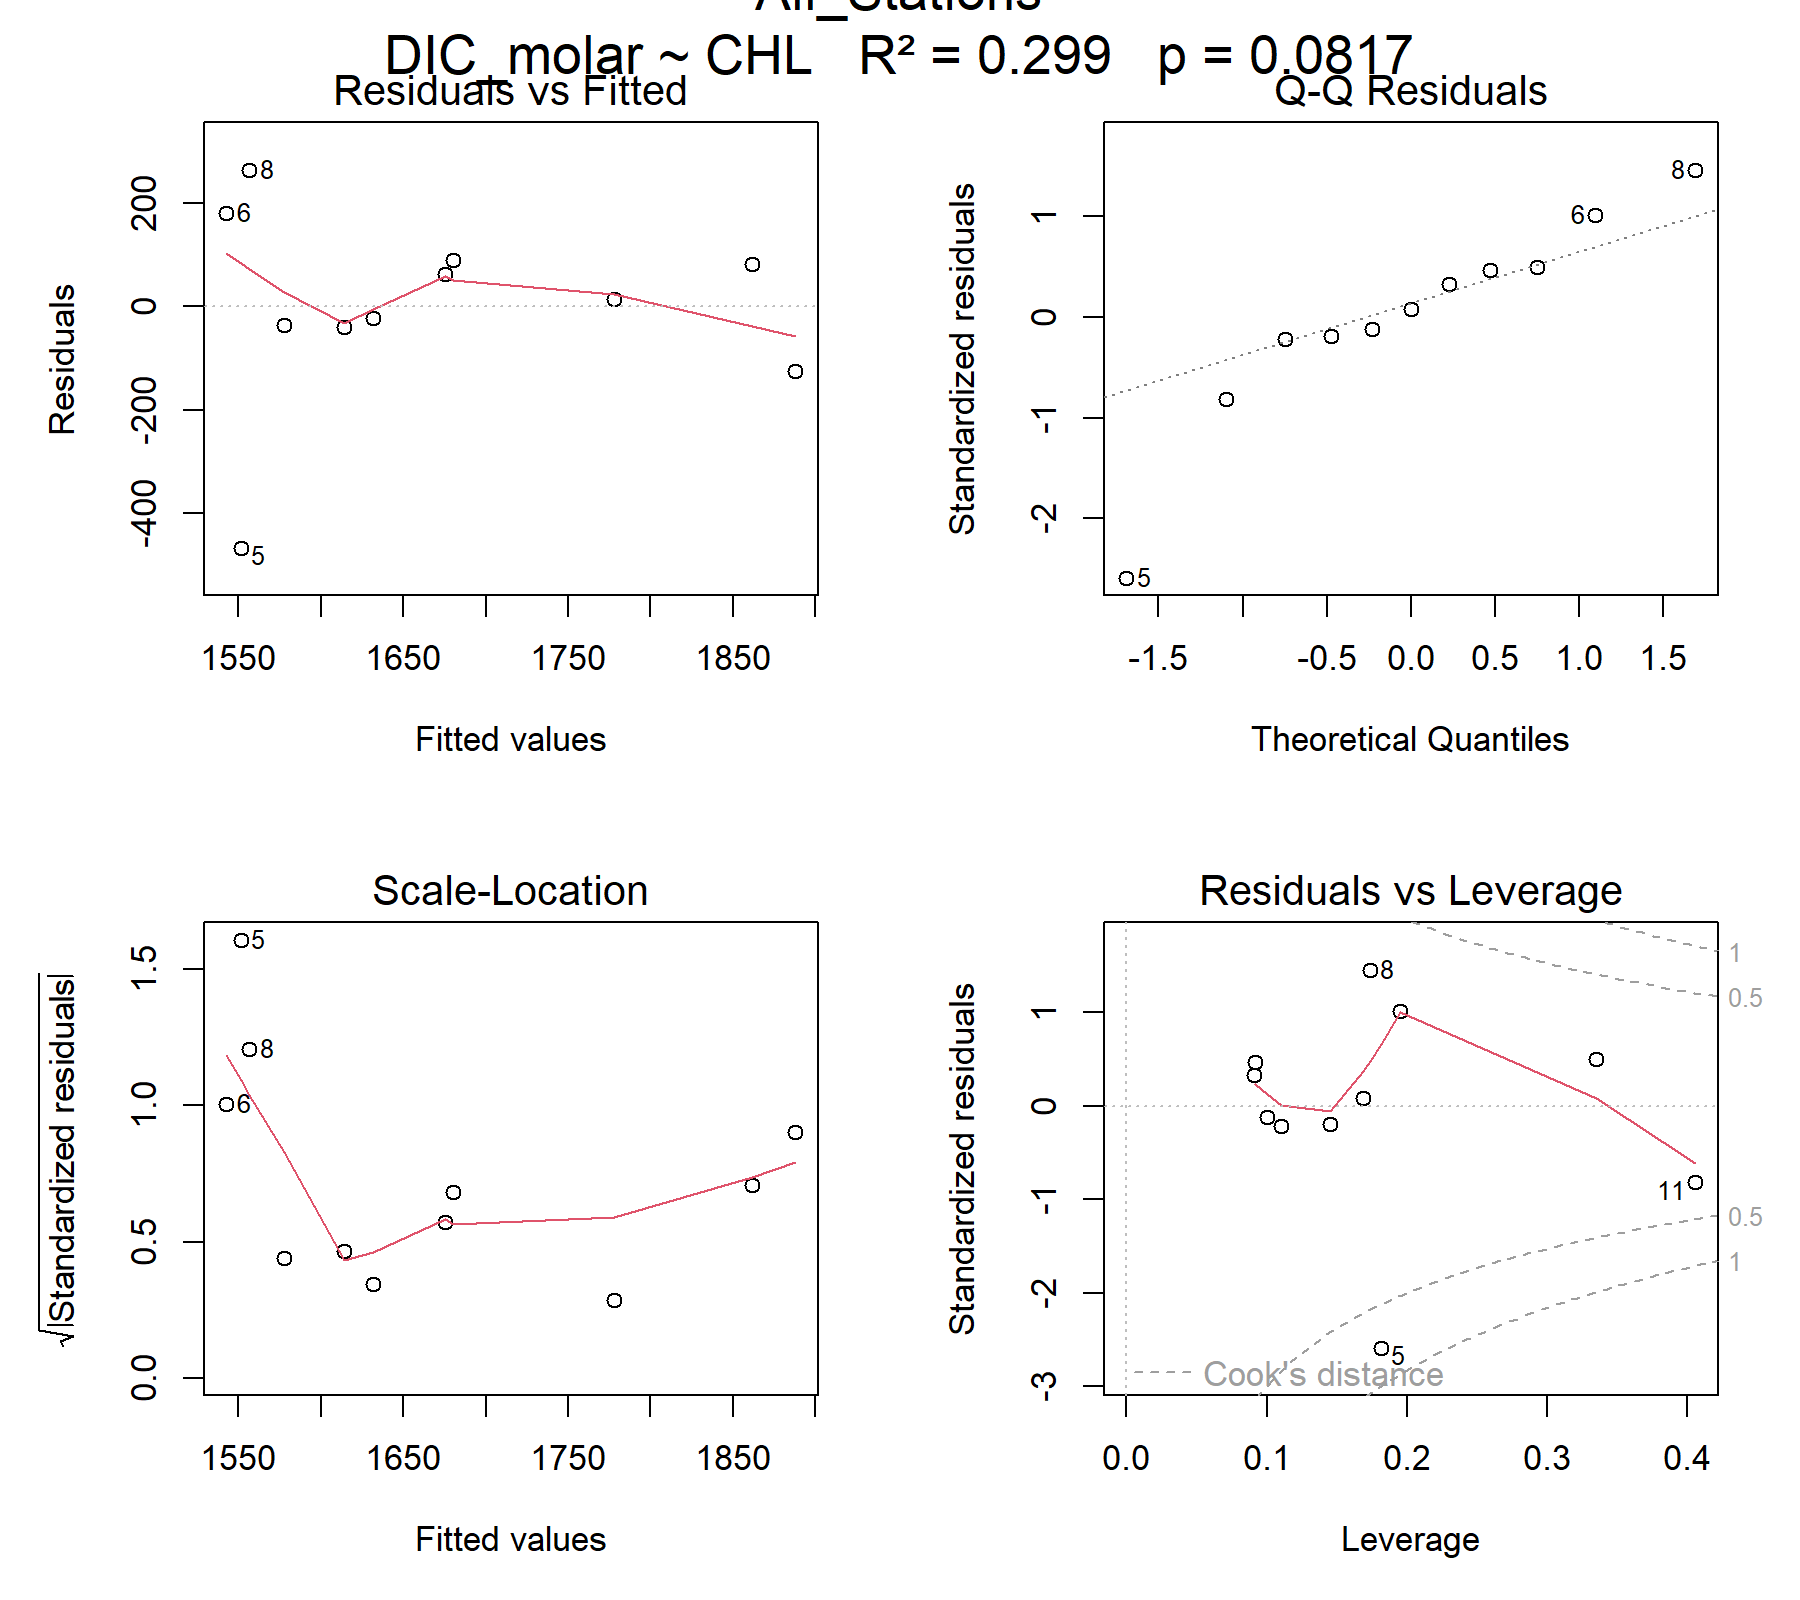 All_Stations
DIC_molar ~ CHL R² = 0.299 p = 0.0817
Residuals vs Fitted
Residuals
200
0
-200
-400
8
6
5
1550 1650 1750 1850
Fitted values
Q-Q Residuals
Standardized residuals
1
0
-1
-2
8
6
5
-1.5 -0.5 0.0 0.5 1.0 1.5
Theoretical Quantiles
Scale-Location
√|Standardized residuals|
1.5
1.0
0.5
0.0
5
8
6
1550 1650 1750 1850
Fitted values
Residuals vs Leverage
Standardized residuals
1
0
-1
-2
-3
8
11
5
1
0.5
0.5
1
Cook's distance
0.0 0.1 0.2 0.3 0.4
Leverage